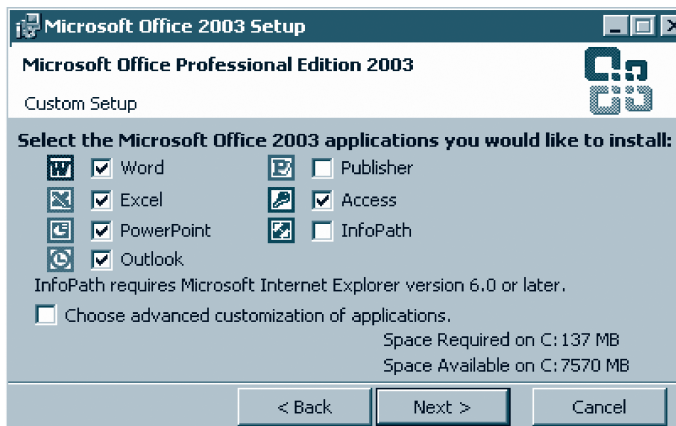 Microsoft Office 2003 Setup
Microsoft Office Professional Edition 2003
Custom Setup
Select the Microsoft Office 2003 applications you would like to install:
Word
Publisher
Excel
Access
PowerPoint
InfoPath
Outlook
InfoPath requires Microsoft Internet Explorer version 6.0 or later.
Choose advanced customization of applications.
Space Required on C: 137 MB
Space Available on C: 7570 MB
< Back
Next >
Cancel